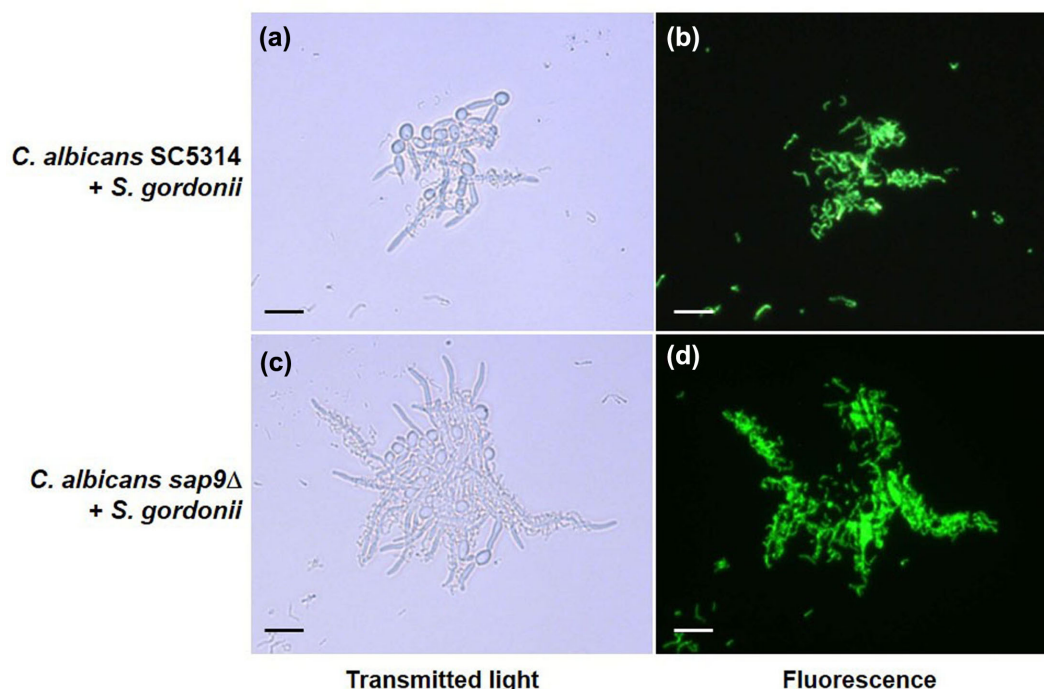 (a)
(b)
C. albicans SC5314
+ S. gordonii
(c)
(d)
C. albicans sap9Δ
+ S. gordonii
Transmitted light
Fluorescence